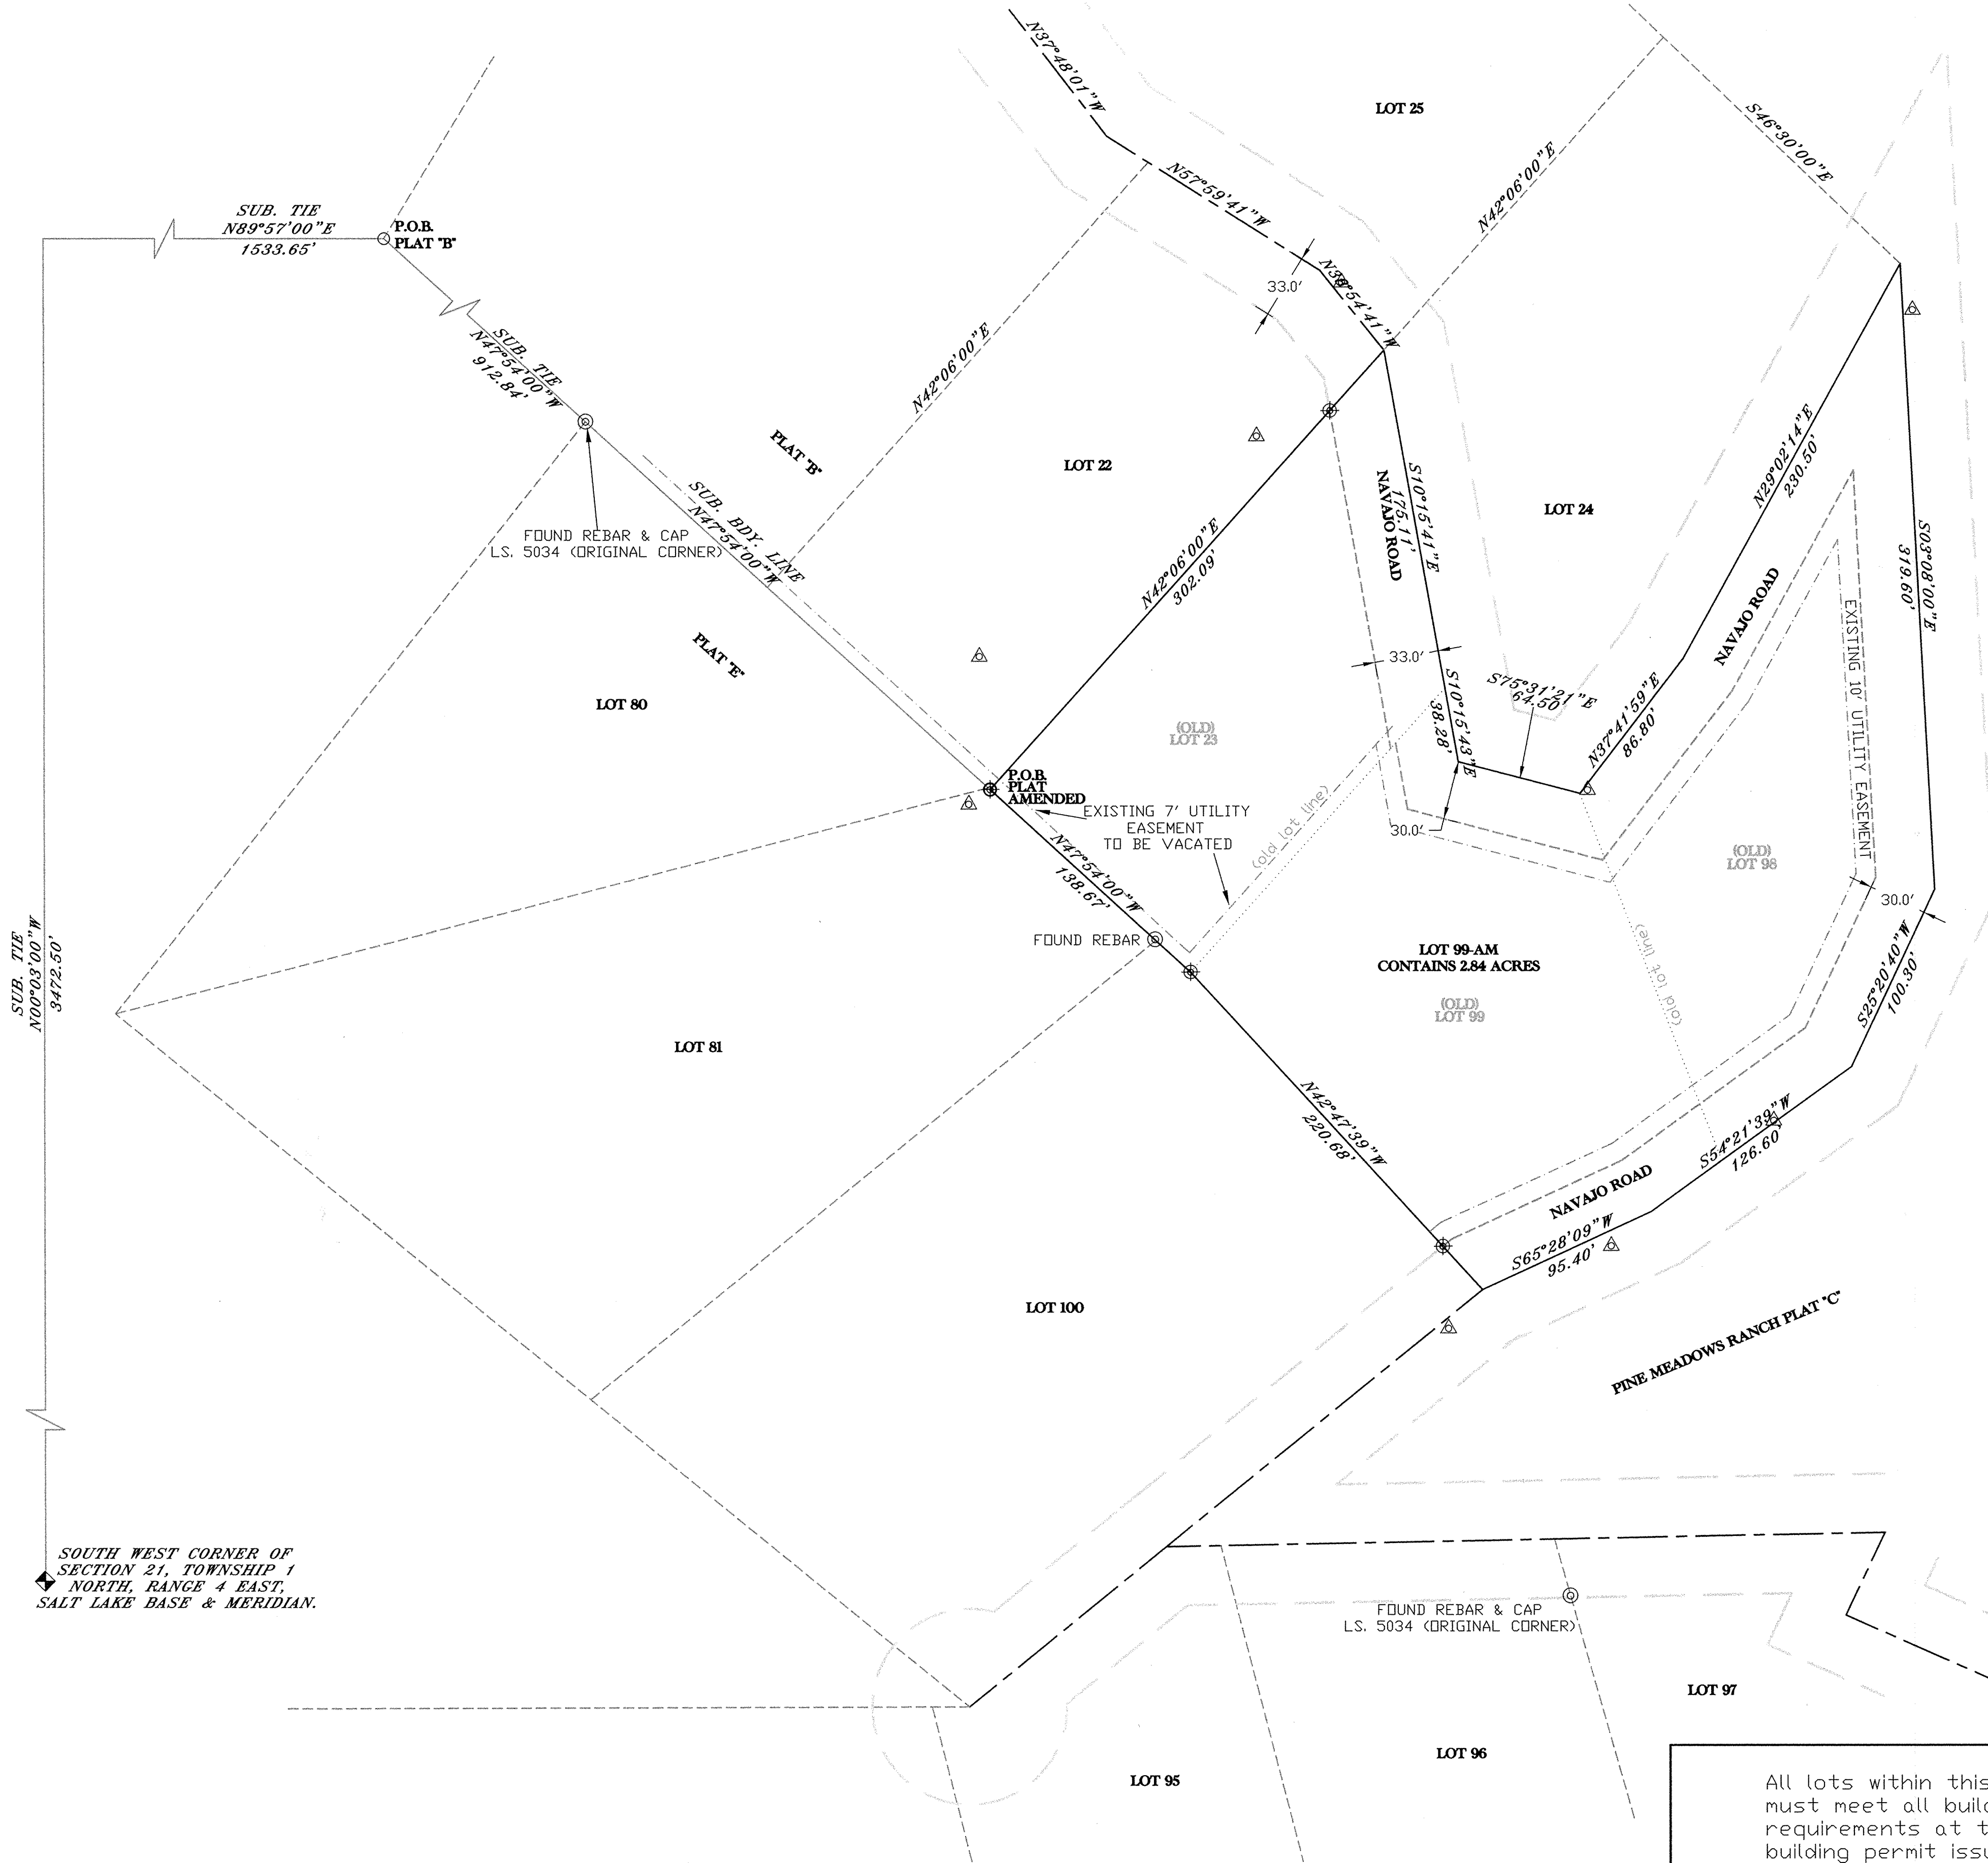 N37°48'01"W
LOT 25
S46°30'00"E
N42°06'00"E
N57°59'41"W
SUB. TIE
N89°57'00"E
1533.65'
P.O.B.
PLAT "B"
33.0'
SUB. TIE
N47°54'00"W
912.84'
N42°06'00"E
PLAT "B"
LOT 22
SUB. BDY. LINE
N47°54'00"W
FOUND REBAR & CAP
LS. 5034 (ORIGINAL CORNER)
N42°06'00"E
302.09'
S10°15'41"E
175.11'
NAVAJO ROAD
LOT 24
N29°02'14"E
230.50'
NAVAJO ROAD
S03°08'00"E
319.60'
EXISTING 10' UTILITY EASEMENT
PLAT "E"
LOT 80
33.0'
S10°15'43"E
38.28'
S75°31'21"E
64.50'
N37°41'59"E
86.80'
(OLD)
LOT 23
P.O.B.
PLAT
AMENDED
EXISTING 7' UTILITY
EASEMENT
TO BE VACATED
(old lot line)
30.0'
(OLD)
LOT 98
30.0'
N47°54'00"W
138.67'
FOUND REBAR
LOT 99-AM
CONTAINS 2.84 ACRES
(OLD)
LOT 99
(old lot line)
S25°20'40"W
100.30'
SUB. TIE
N00°03'00"W
3472.50'
LOT 81
N42°47'39"W
220.68'
S54°21'39"W
126.60'
NAVAJO ROAD
S65°28'09"W
95.40'
LOT 100
PINE MEADOWS RANCH PLAT "C"
SOUTH WEST CORNER OF
SECTION 21, TOWNSHIP 1
NORTH, RANGE 4 EAST,
SALT LAKE BASE & MERIDIAN.
FOUND REBAR & CAP
LS. 5034 (ORIGINAL CORNER)
LOT 97
LOT 96
LOT 95
All lots within this
must meet all
requirements at
building permit